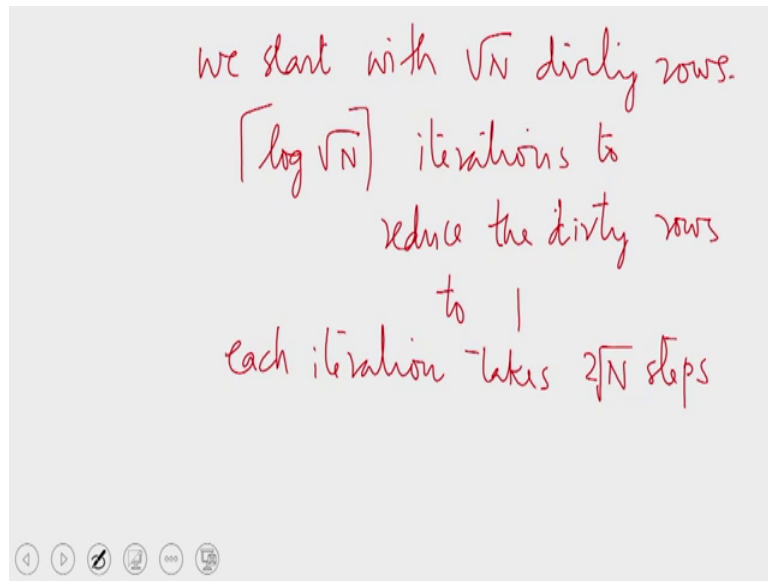 we start with √N dirty rows.
⌈log √N⌉ iterations to
reduce the dirty rows
to 1
each iteration takes 2√N steps